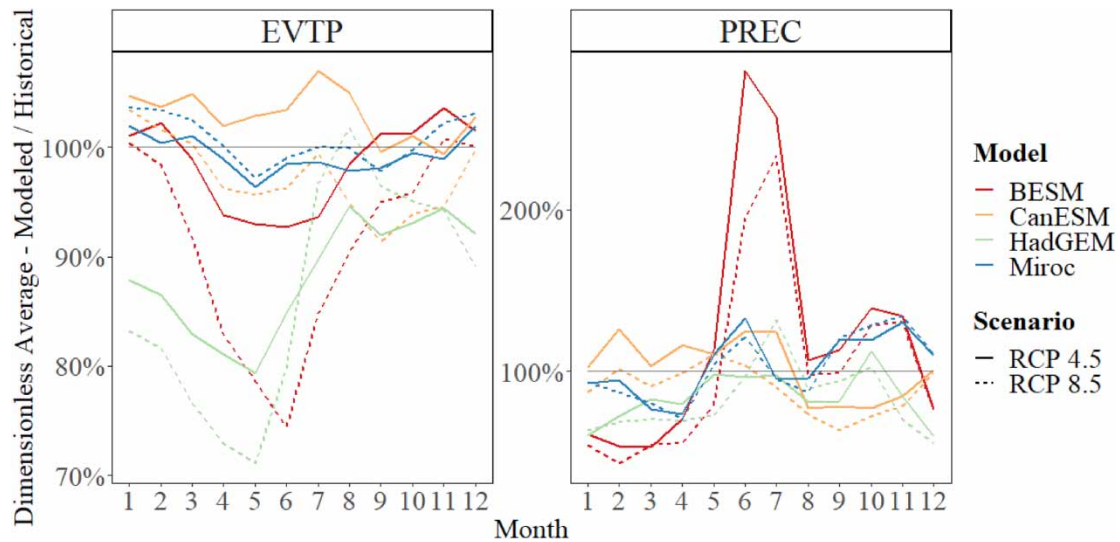 EVTP
PREC
Dimensionless Average - Modeled / Historical
100%
90%
80%
70%
200%
100%
1 2 3 4 5 6 7 8 9 10 11 12
1 2 3 4 5 6 7 8 9 10 11 12
Month
Model
BESM
CanESM
HadGEM
Miroc
Scenario
RCP 4.5
RCP 8.5